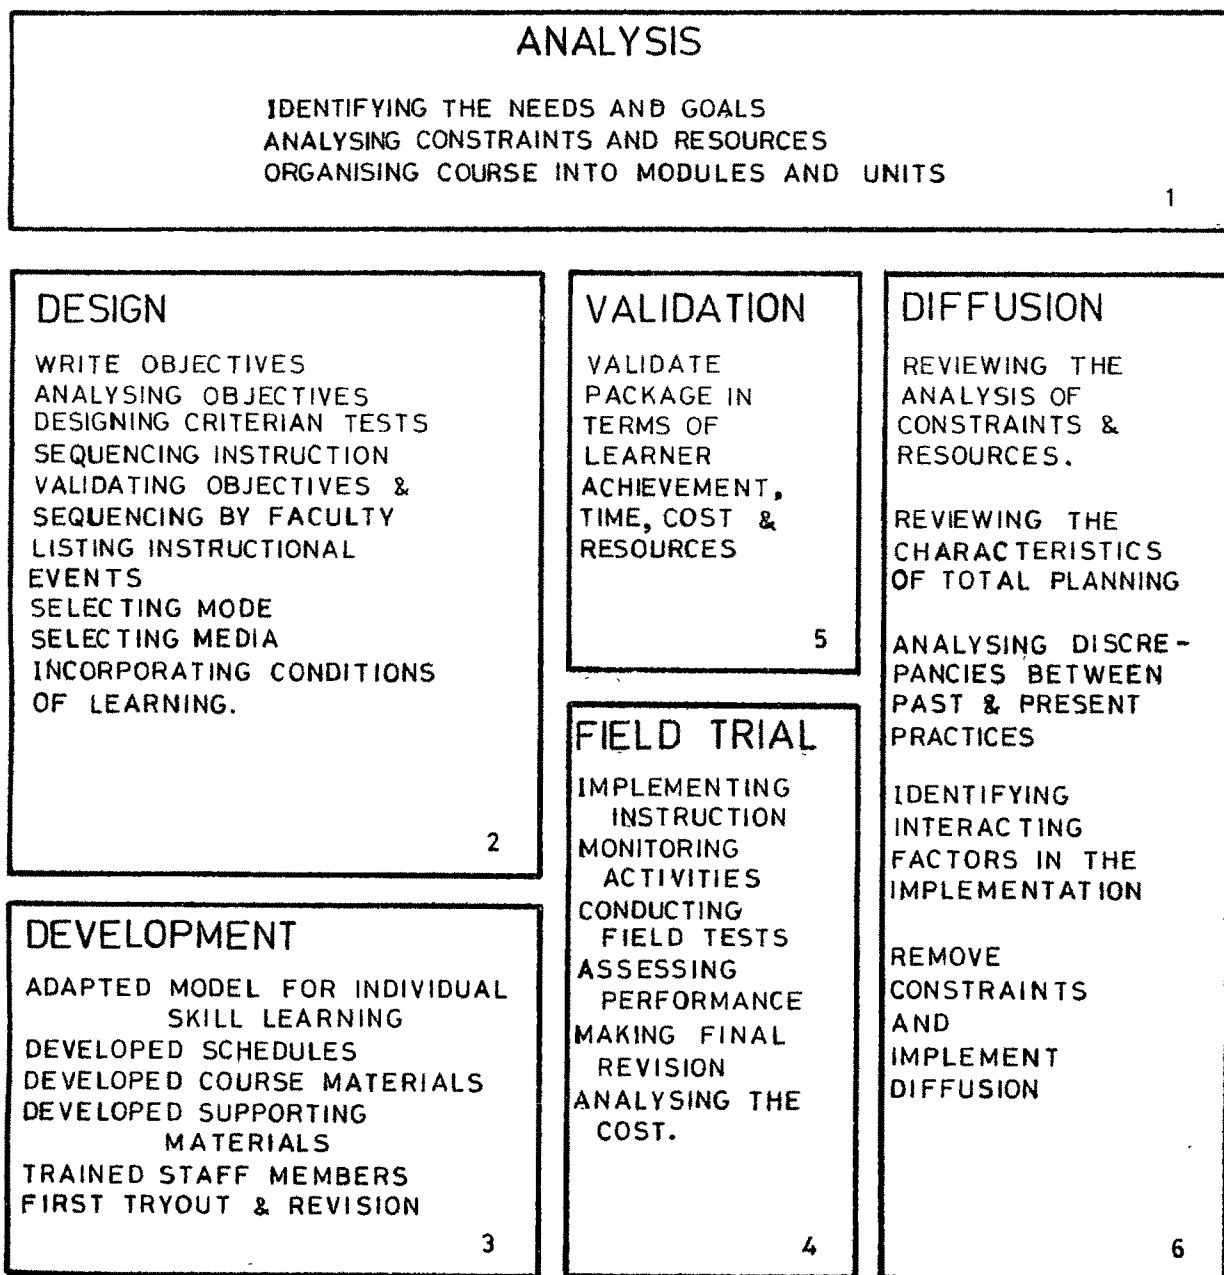 ANALYSIS
IDENTIFYING THE NEEDS AND GOALS
ANALYSING CONSTRAINTS AND RESOURCES
ORGANISING COURSE INTO MODULES AND UNITS
1
DESIGN
WRITE OBJECTIVES
ANALYSING OBJECTIVES
DESIGNING CRITERIAN TESTS
SEQUENCING INSTRUCTION
VALIDATING OBJECTIVES &
SEQUENCING BY FACULTY
LISTING INSTRUCTIONAL
EVENTS
SELECTING MODE
SELECTING MEDIA
INCORPORATING CONDITIONS
OF LEARNING.
2
DEVELOPMENT
ADAPTED MODEL FOR INDIVIDUAL
SKILL LEARNING
DEVELOPED SCHEDULES
DEVELOPED COURSE MATERIALS
DEVELOPED SUPPORTING
MATERIALS
TRAINED STAFF MEMBERS
FIRST TRYOUT & REVISION
3
VALIDATION
VALIDATE
PACKAGE IN
TERMS OF
LEARNER
ACHIEVEMENT,
TIME, COST &
RESOURCES
5
FIELD TRIAL
IMPLEMENTING
INSTRUCTION
MONITORING
ACTIVITIES
CONDUCTING
FIELD TESTS
ASSESSING
PERFORMANCE
MAKING FINAL
REVISION
ANALYSING THE
COST.
4
DIFFUSION
REVIEWING THE
ANALYSIS OF
CONSTRAINTS &
RESOURCES.
REVIEWING THE
CHARACTERISTICS
OF TOTAL PLANNING
ANALYSING DISCRE-
PANCIES BETWEEN
PAST & PRESENT
PRACTICES
IDENTIFYING
INTERACTING
FACTORS IN THE
IMPLEMENTATION
REMOVE
CONSTRAINTS
AND
IMPLEMENT
DIFFUSION
6